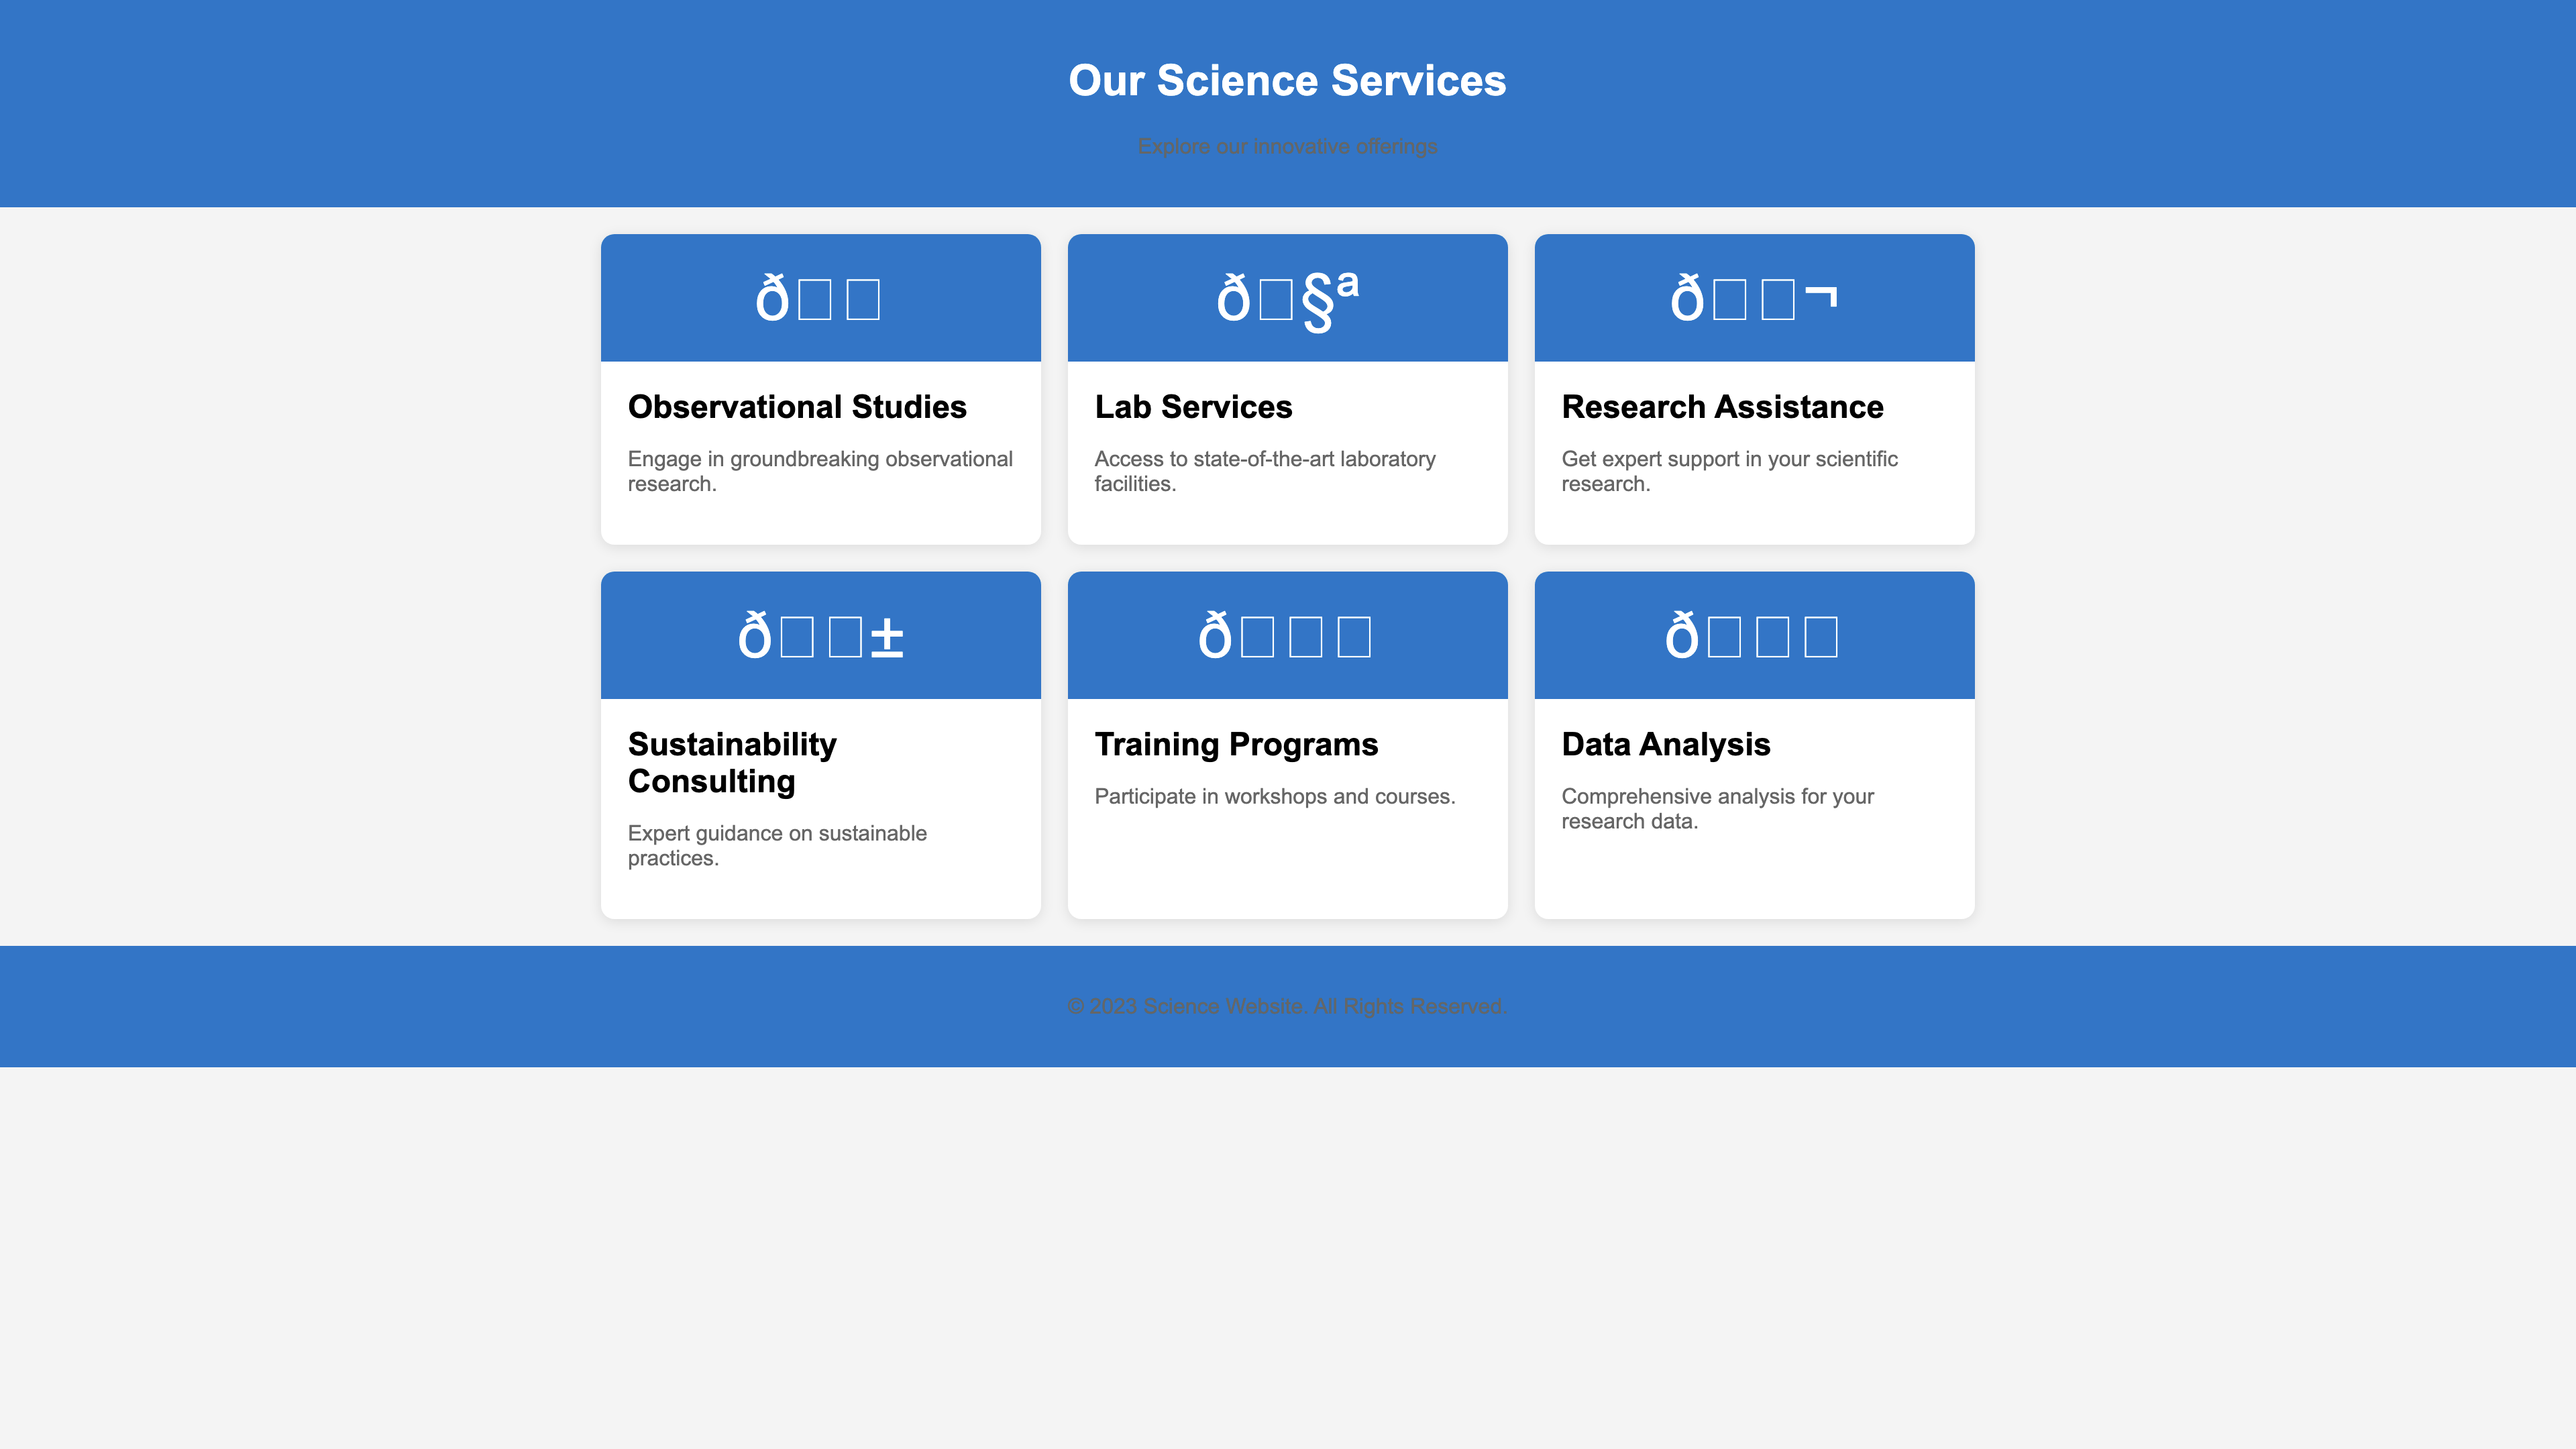 Our Science Services
Explore our innovative offerings
ð
ð§ª
ð¬
Observational Studies
Lab Services
Research Assistance
Engage in groundbreaking observational
research.
Access to state-of-the-art laboratory
facilities.
Get expert support in your scientific
research.
ð±
ð
ð
Sustainability
Consulting
Training Programs
Data Analysis
Expert guidance on sustainable
practices.
Participate in workshops and courses.
Comprehensive analysis for your
research data.
© 2023 Science Website. All Rights Reserved.